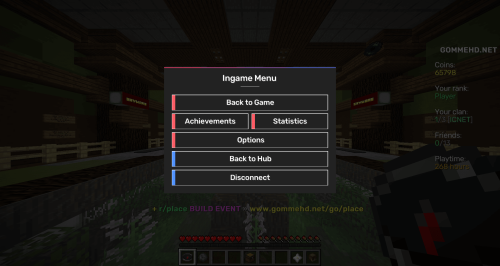 Ingame Menu
Back to Game
Achievements
Statistics
Options
Back to Hub
Disconnect
GOMMEHD.NET
Coins:
Your rank:
Player
Your clan:
Friends:
Playtime
+ r/place BUILD EVENT - www.gommehd.net/go/place